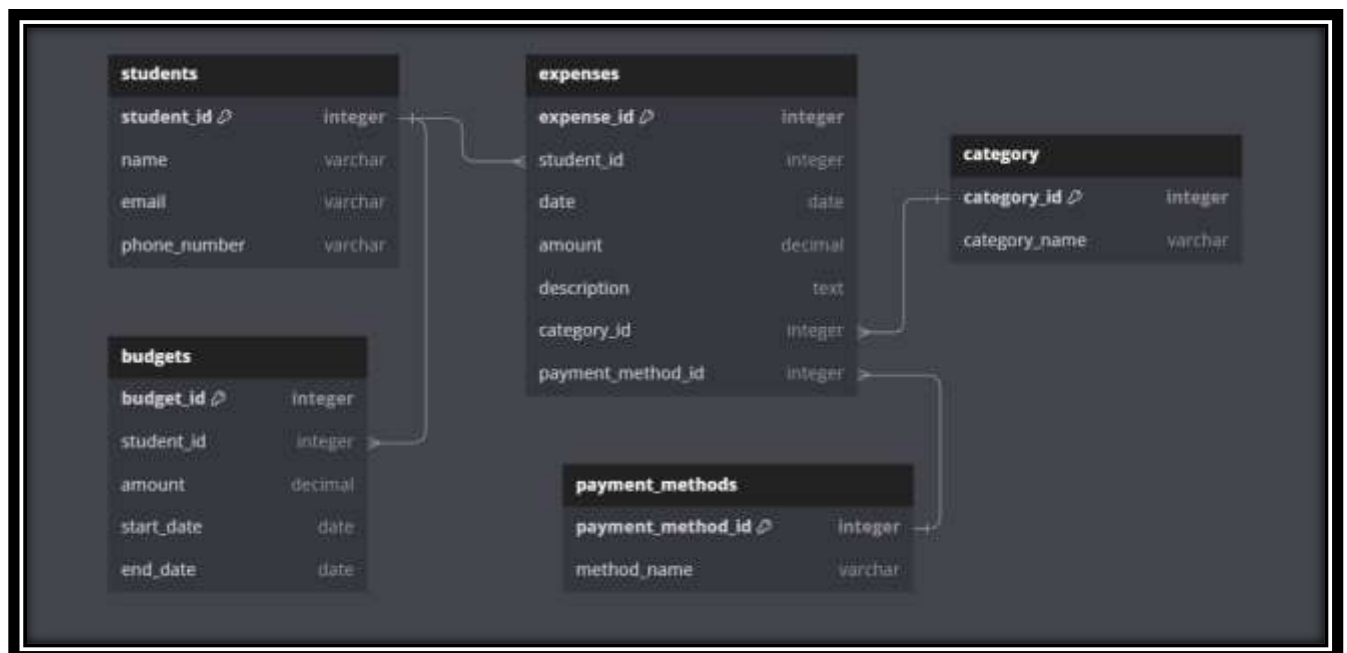 students
student_id integer
name varchar
email varchar
phone_number varchar
budgets
budget_id integer
student_id integer
amount decimal
start_date date
end_date date
expenses
expense_id integer
student_id integer
date date
amount decimal
description text
category_id integer
payment_method_id integer
payment_methods
payment_method_id integer
method_name varchar
category
category_id integer
category_name varchar